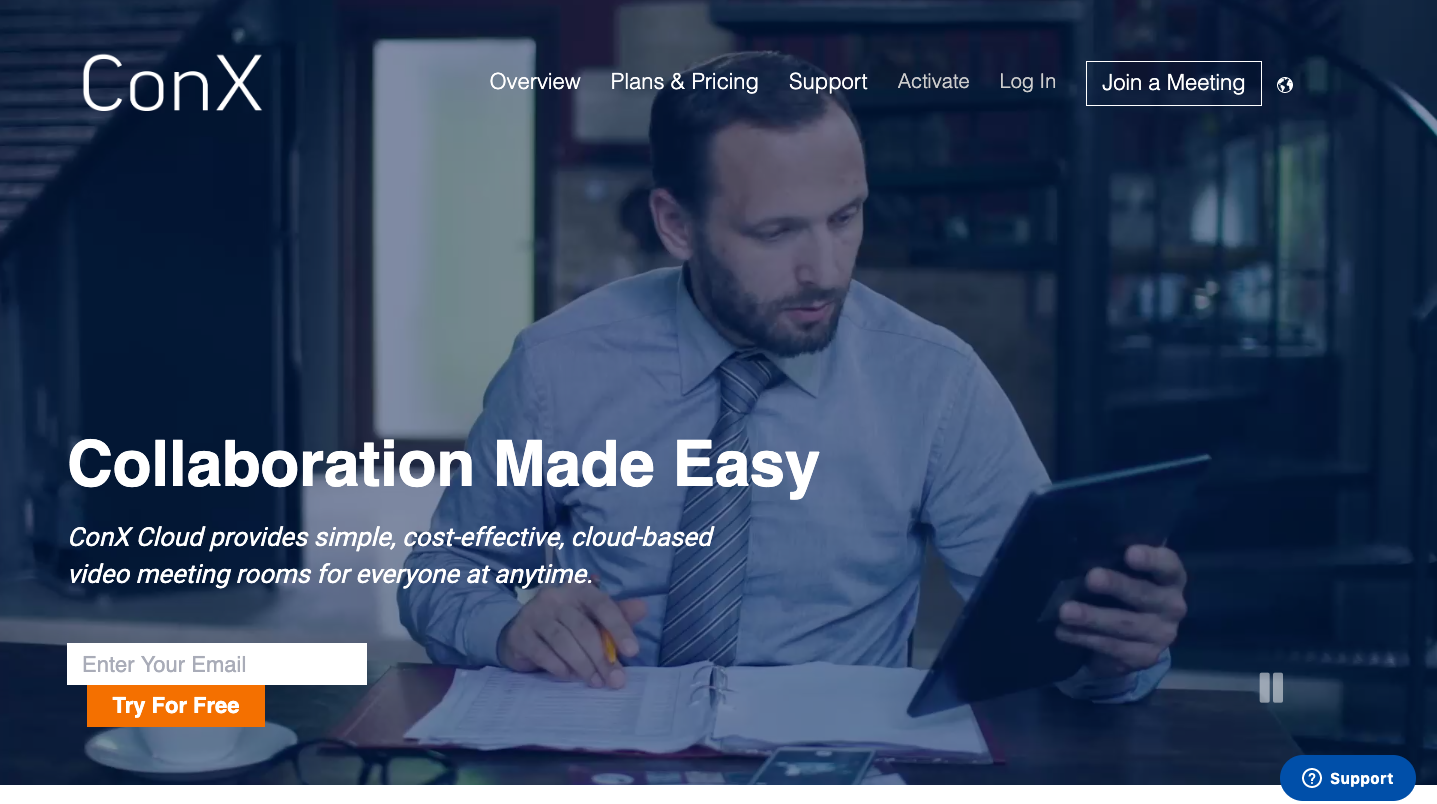 ConX
Overview Plans & Pricing Support Activate Log In Join a Meeting
Collaboration Made Easy
ConX Cloud provides simple, cost-effective, cloud-based
video meeting rooms for everyone at anytime.
Enter Your Email
Try For Free
Support